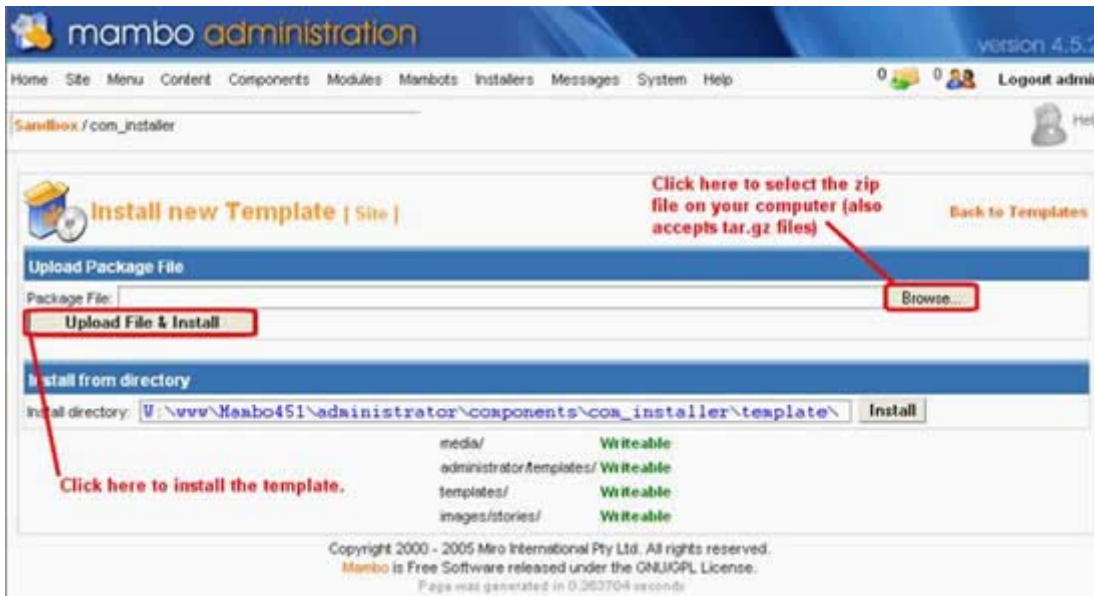 mambo administration
version 4.5.2
Home Site Menu Content Components Modules Mambots Installers Messages System Help 0 0 Logout admi
Sandbox / com_installer
Hel
Install new Template [ Site ]
Click here to select the zip
file on your computer (also
accepts tar.gz files)
Back to Templates
Upload Package File
Package File: Browse...
Upload File & Install
Install from directory
Install directory: V:\www\Mambo451\administrator\components\com_installer\template\ Install
media/ Writeable
administrator/templates/ Writeable
templates/ Writeable
images/stories/ Writeable
Click here to install the template.
Copyright 2000 - 2005 Miro International Pty Ltd. All rights reserved.
Mambo is Free Software released under the GNU/GPL License.
Page was generated in 0.363704 seconds